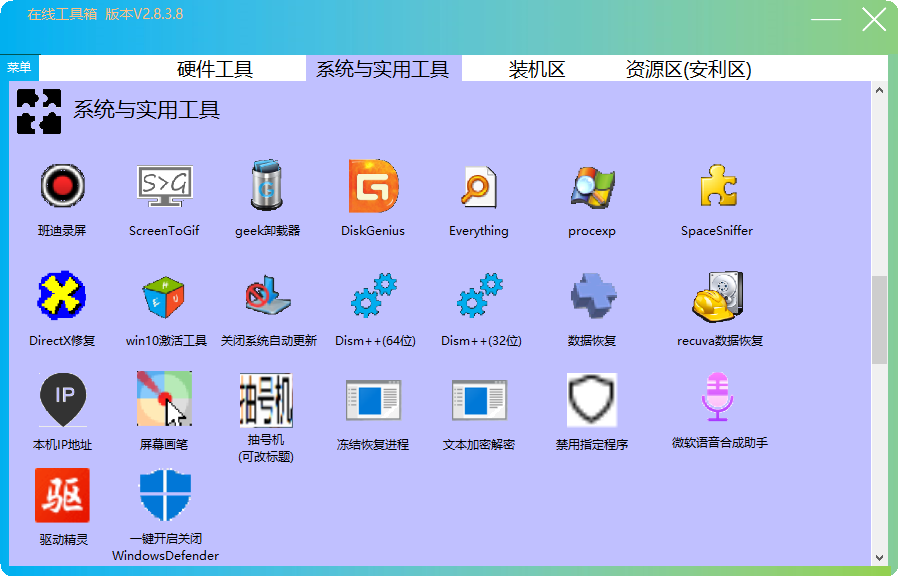 在线工具箱 版本V2.8.3.8
菜单
硬件工具
系统与实用工具
装机区
资源区(安利区)
系统与实用工具
S>G
班迪录屏
ScreenToGif
geek卸载器
DiskGenius
Everything
procexp
SpaceSniffer
DirectX修复
win10激活工具
关闭系统自动更新
Dism++(64位)
Dism++(32位)
数据恢复
recuva数据恢复
IP
抽号机
本机IP地址
屏幕画笔
抽号机
(可改标题)
冻结恢复进程
文本加密解密
禁用指定程序
微软语音合成助手
驱
驱动精灵
一键开启关闭
WindowsDefender